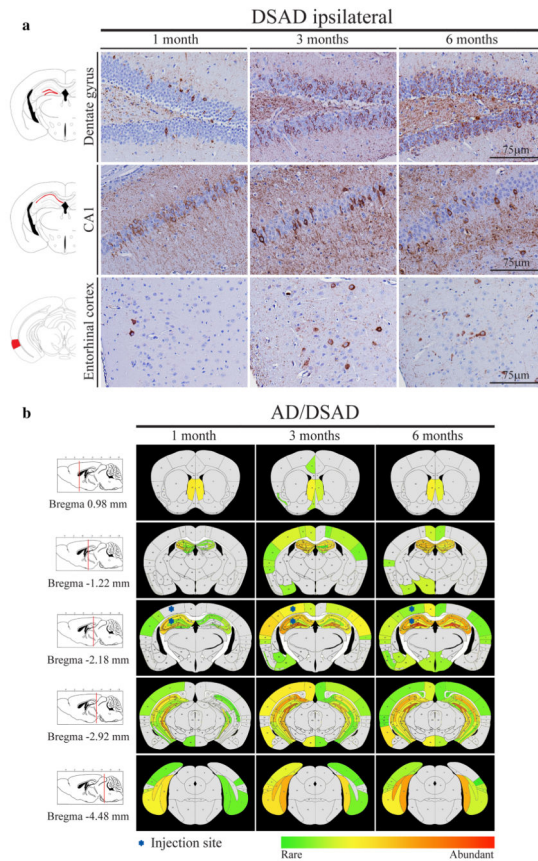 a
DSAD ipsilateral
1 month 3 months 6 months
Dentate gyrus
75µm
CA1
75µm
Entorhinal cortex
75µm
b
AD/DSAD
1 month 3 months 6 months
Bregma 0.98 mm
Bregma -1.22 mm
Bregma -2.18 mm
Bregma -2.92 mm
Bregma -4.48 mm
Injection site
Rare Abundant